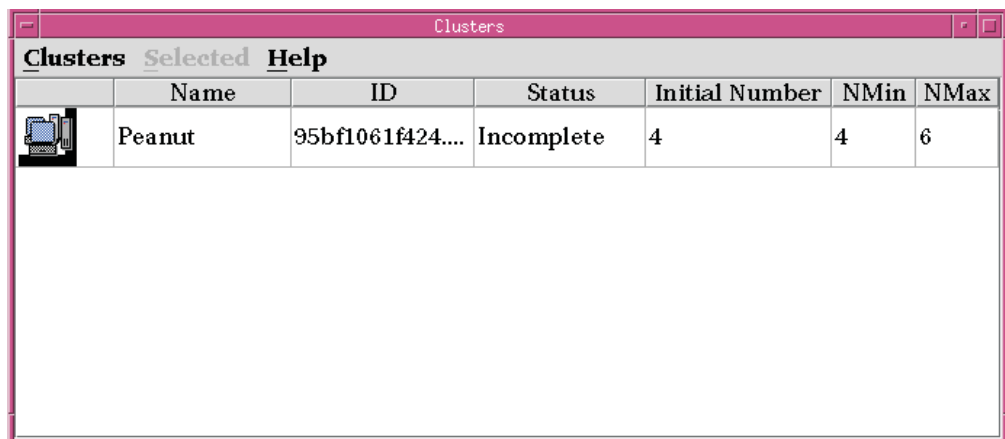 Clusters
Clusters Selected Help
Name ID Status Initial Number NMin NMax
Peanut 95bf1061f424.... Incomplete 4 4 6